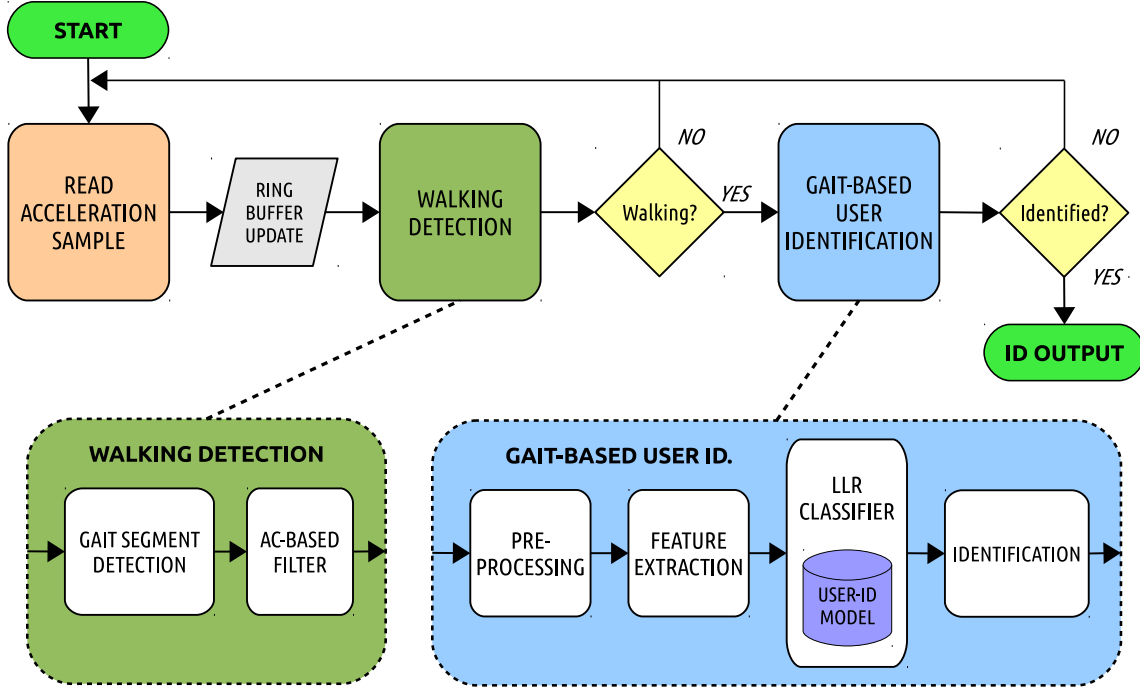 START
NO
NO
READ
ACCELERATION
SAMPLE
RING
BUFFER
UPDATE
WALKING
DETECTION
Walking?
YES
GAIT-BASED
USER
IDENTIFICATION
Identified?
YES
ID OUTPUT
WALKING DETECTION
GAIT SEGMENT
DETECTION
AC-BASED
FILTER
GAIT-BASED USER ID.
PRE-
PROCESSING
FEATURE
EXTRACTION
LLR
CLASSIFIER
USER-ID
MODEL
IDENTIFICATION